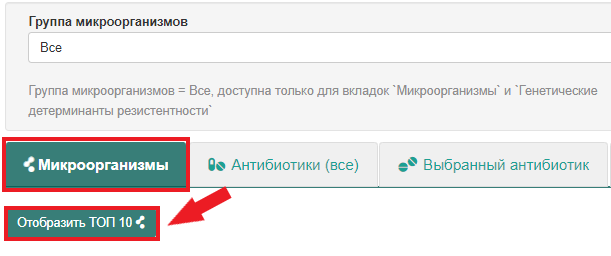 Группа микроорганизмов
Все
Группа микроорганизмов = Все, доступна только для вкладок `Микроорганизмы` и `Генетические
детерминанты резистентности`
Микроорганизмы Антибиотики (все) Выбранный антибиотик
Отобразить ТОП 10